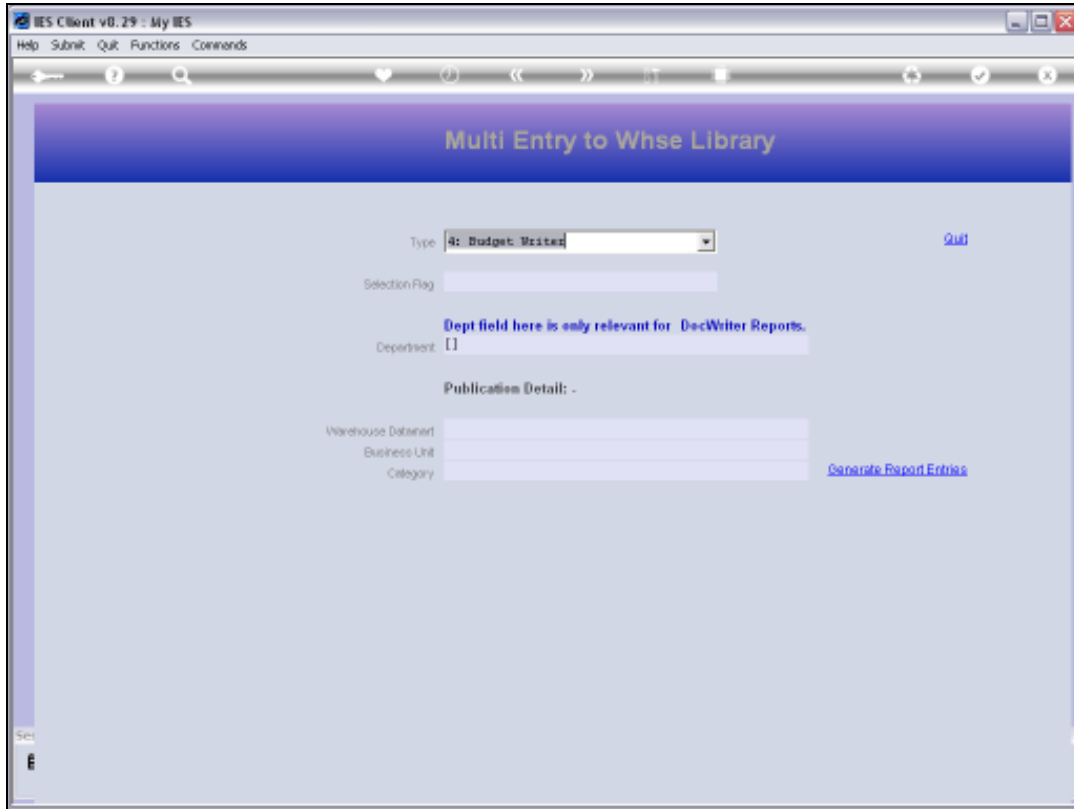 IES Client v8.29 : My IES
Help Submit Quit Functions Commands
Multi Entry to Whse Library
Type 4: Budget Writer Quit
Selection Flag
Dept field here is only relevant for DocWriter Reports.
Department []
Publication Detail: -
Warehouse Datamart
Business Unit
Category Generate Report Entries
Ses